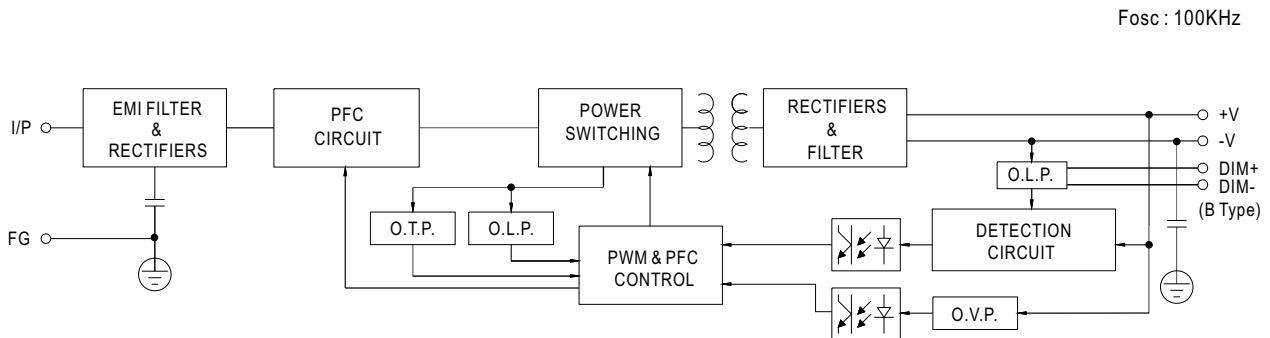 Fosc : 100KHz
I/P
EMI FILTER
&
RECTIFIERS
PFC
CIRCUIT
POWER
SWITCHING
RECTIFIERS
&
FILTER
+V
-V
DIM+
DIM-
(B Type)
O.L.P.
FG
O.T.P.
O.L.P.
PWM & PFC
CONTROL
DETECTION
CIRCUIT
O.V.P.